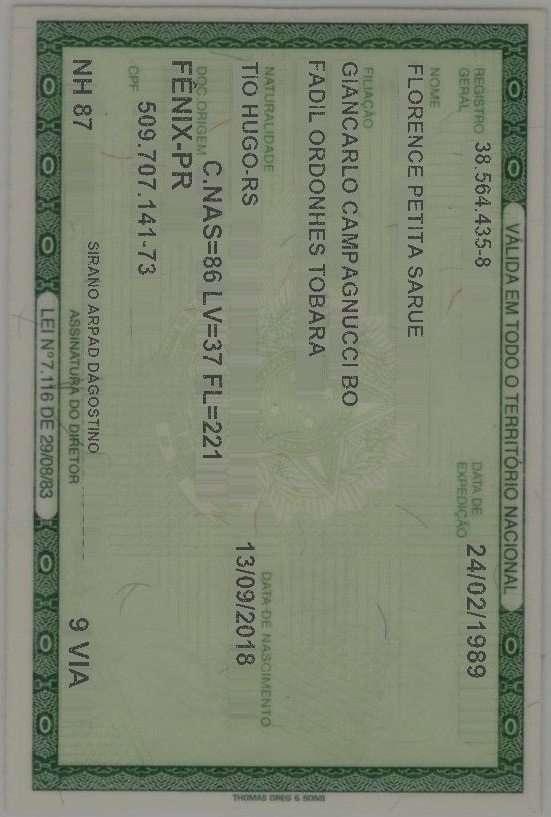 VÁLIDA EM TODO O TERRITÓRIO NACIONAL
REGISTRO GERAL 38.564.435-8 DATA DE EXPEDIÇÃO 24/02/1989
NOME
FLORENCE PETITA SARUE
FILIAÇÃO
GIANCARLO CAMPAGNUCCI BO
FADIL ORDONHES TOBARA
NATURALIDADE DATA DE NASCIMENTO
TIO HUGO-RS 13/09/2018
DOC ORIGEM C.NAS=86 LV=37 FL=221
FÊNIX-PR
CPF 509.707.141-73
NH 87 SIRANO ARPAD DAGOSTINO 9 VIA
ASSINATURA DO DIRETOR
LEI Nº 7.116 DE 29/08/83
THOMAS GREG & SONS